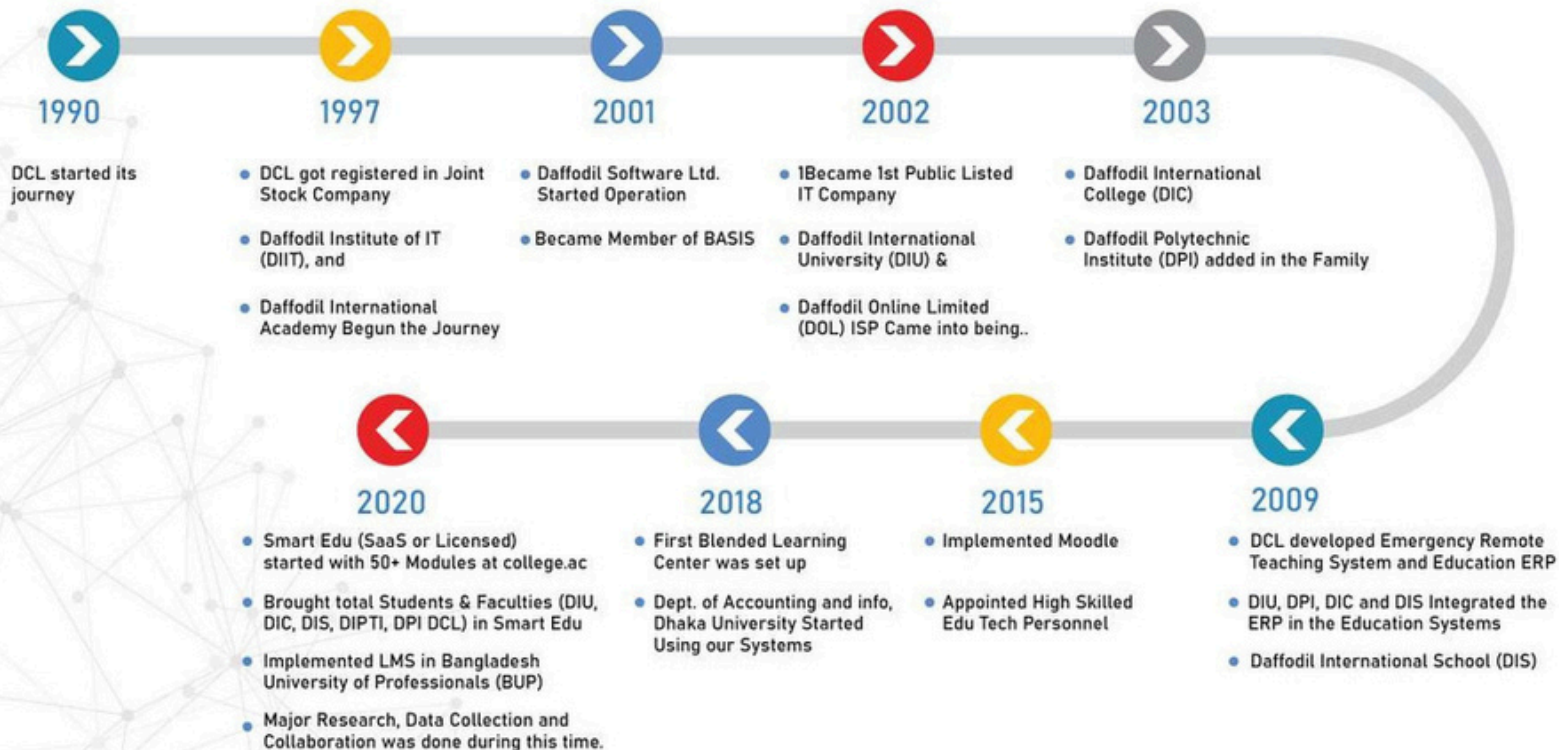 1990
DCL started its
journey
1997
DCL got registered in Joint
Stock Company
Daffodil Institute of IT
(DIIT), and
Daffodil International
Academy Begun the Journey
2001
Daffodil Software Ltd.
Started Operation
Became Member of BASIS
2002
1Became 1st Public Listed
IT Company
Daffodil International
University (DIU) &
Daffodil Online Limited
(DOL) ISP Came into being..
2003
Daffodil International
College (DIC)
Daffodil Polytechnic
Institute (DPI) added in the Family
2009
DCL developed Emergency Remote
Teaching System and Education ERP
DIU, DPI, DIC and DIS Integrated the
ERP in the Education Systems
Daffodil International School (DIS)
2015
Implemented Moodle
Appointed High Skilled
Edu Tech Personnel
2018
First Blended Learning
Center was set up
Dept. of Accounting and info,
Dhaka University Started
Using our Systems
2020
Smart Edu (SaaS or Licensed)
started with 50+ Modules at college.ac
Brought total Students & Faculties (DIU,
DIC, DIS, DIPTI, DPI DCL) in Smart Edu
Implemented LMS in Bangladesh
University of Professionals (BUP)
Major Research, Data Collection and
Collaboration was done during this time.